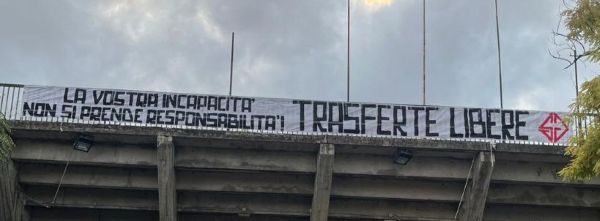 LA VOSTRA INCAPACITA'
NON SI PRENDE RESPONSABILITA'!
TRASFERTE LIBERE